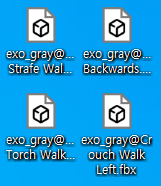 exo_gray@...
Strafe Wal...
exo_gray@...
Backwards....
exo_gray@...
Torch Walk...
exo_gray@Cr
ouch Walk
Left.fbx